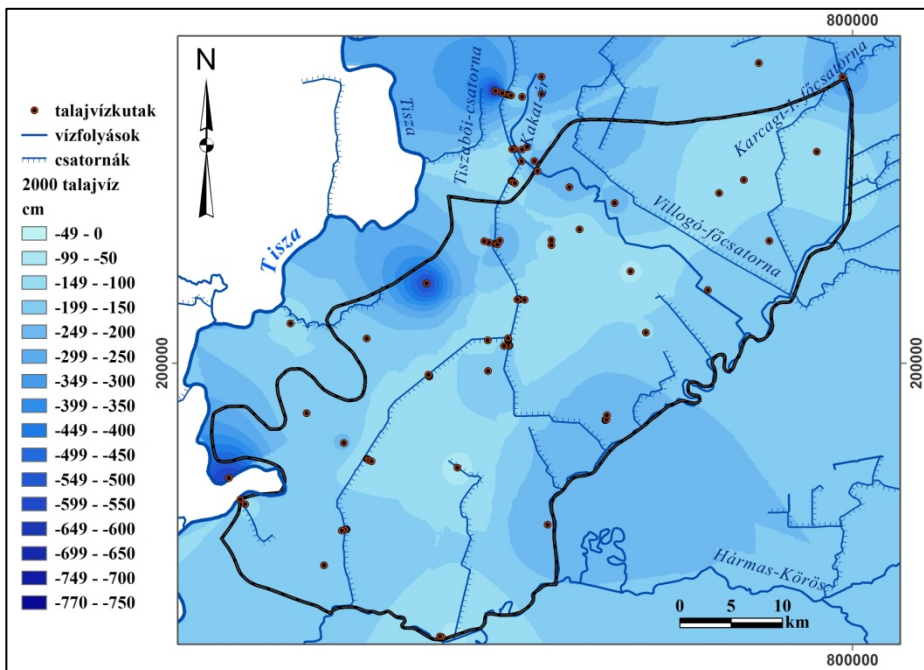 800000
N
talajvízkutak
vízfolyások
csatornák
2000 talajvíz
cm
-49 - 0
-99 - -50
-149 - -100
-199 - -150
-249 - -200
-299 - -250
-349 - -300
-399 - -350
-449 - -400
-499 - -450
-549 - -500
-599 - -550
-649 - -600
-699 - -650
-749 - -700
-770 - -750
Tisza
Tisza
Tiszabői-csatorna
Kakat-ér
Karcagi-I.-főcsatorna
Villogó-főcsatorna
200000
200000
Hármas-Körös
0 5 10
km
800000